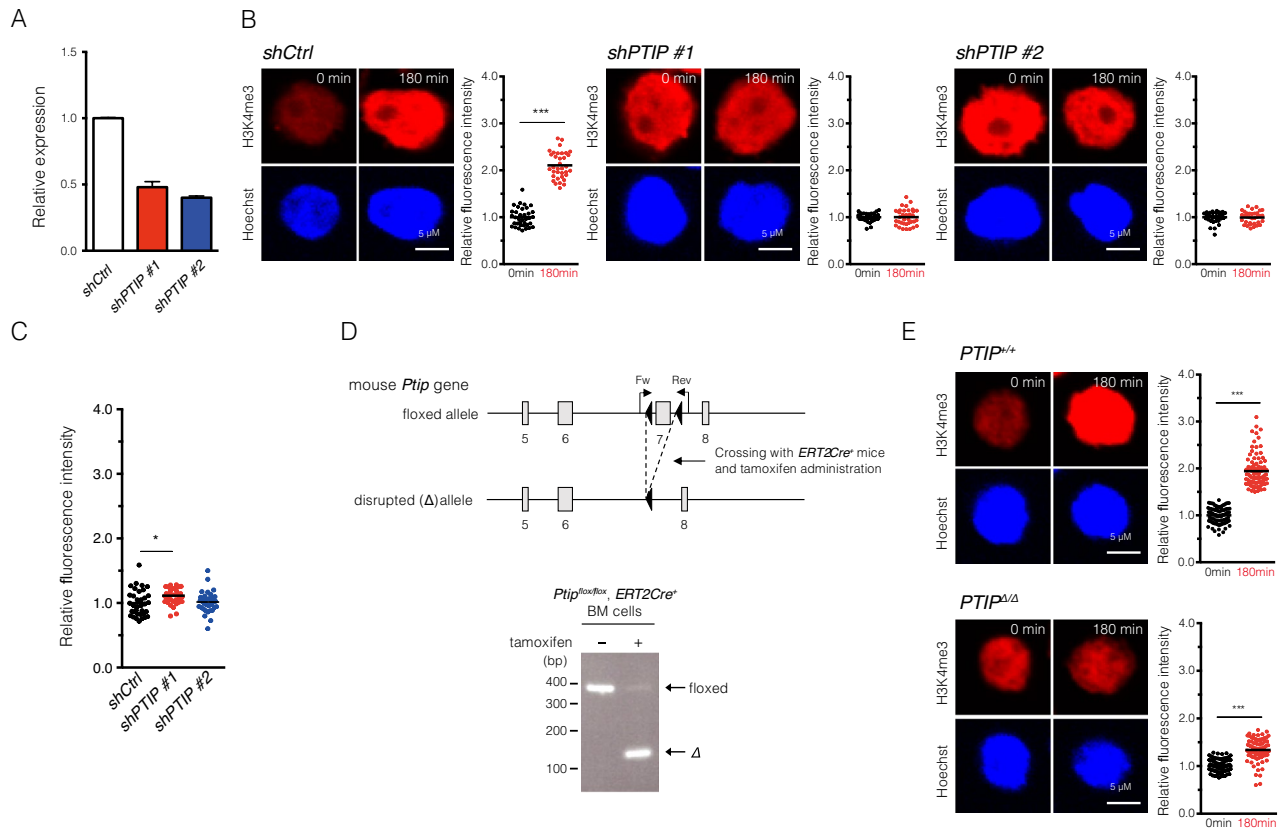 A
Relative expression
1.5
1.0
0.5
0.0
shCtrl
shPTIP #1
shPTIP #2
B
shCtrl
0 min
180 min
H3K4me3
Hoechst
5 µM
Relative fluorescence intensity
4.0
3.0
2.0
1.0
0.0
***
0min
180min
shPTIP #1
0 min
180 min
H3K4me3
Hoechst
5 µM
Relative fluorescence intensity
4.0
3.0
2.0
1.0
0.0
0min
180min
shPTIP #2
0 min
180 min
H3K4me3
Hoechst
5 µM
Relative fluorescence intensity
4.0
3.0
2.0
1.0
0.0
0min
180min
C
Relative fluorescence intensity
4.0
3.0
2.0
1.0
0.0
*
shCtrl
shPTIP #1
shPTIP #2
D
mouse Ptip gene
Fw
Rev
floxed allele
5
6
7
8
Crossing with ERT2Cre⁺ mice
and tamoxifen administration
disrupted (Δ)allele
5
6
8
Ptip^flox/flox, ERT2Cre⁺
BM cells
tamoxifen
–
+
(bp)
400
300
200
100
floxed
Δ
E
PTIP^+/+
0 min
180 min
H3K4me3
Hoechst
5 µM
Relative fluorescence intensity
4.0
3.0
2.0
1.0
0.0
***
0min
180min
PTIP^Δ/Δ
0 min
180 min
H3K4me3
Hoechst
5 µM
Relative fluorescence intensity
4.0
3.0
2.0
1.0
0.0
***
0min
180min